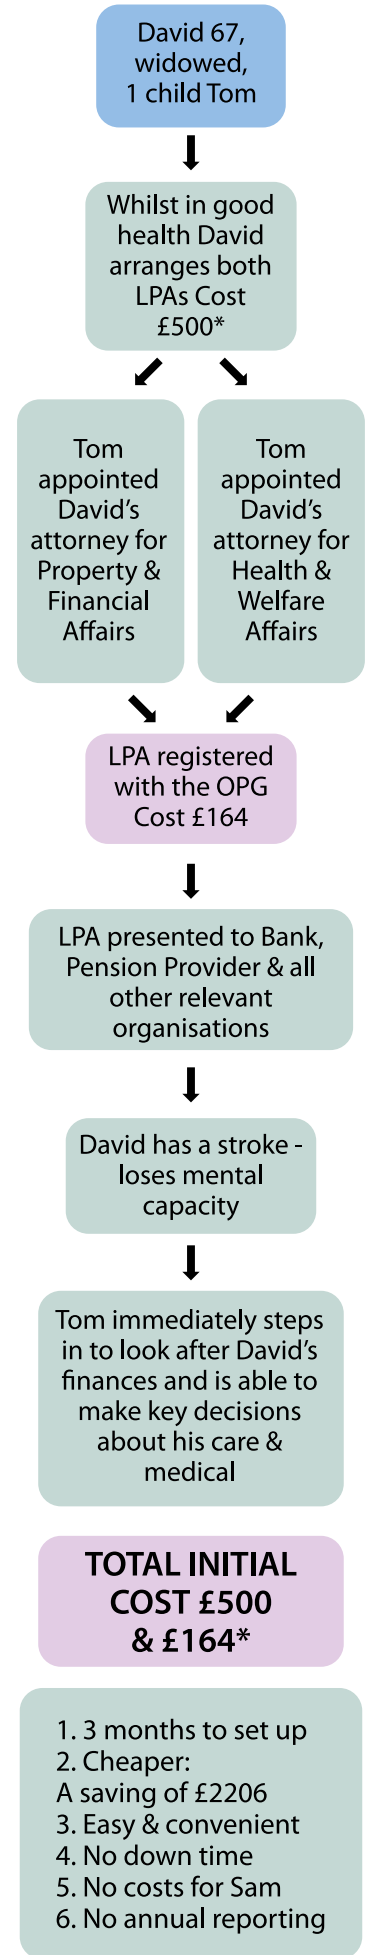 David 67,
widowed,
1 child Tom
Whilst in good
health David
arranges both
LPAs Cost
£500*
Tom
appointed
David’s
attorney for
Property &
Financial
Affairs
Tom
appointed
David’s
attorney for
Health &
Welfare
Affairs
LPA registered
with the OPG
Cost £164
LPA presented to Bank,
Pension Provider & all
other relevant
organisations
David has a stroke -
loses mental
capacity
Tom immediately steps
in to look after David’s
finances and is able to
make key decisions
about his care &
medical
TOTAL INITIAL
COST £500
& £164*
1. 3 months to set up
2. Cheaper:
A saving of £2206
3. Easy & convenient
4. No down time
5. No costs for Sam
6. No annual reporting